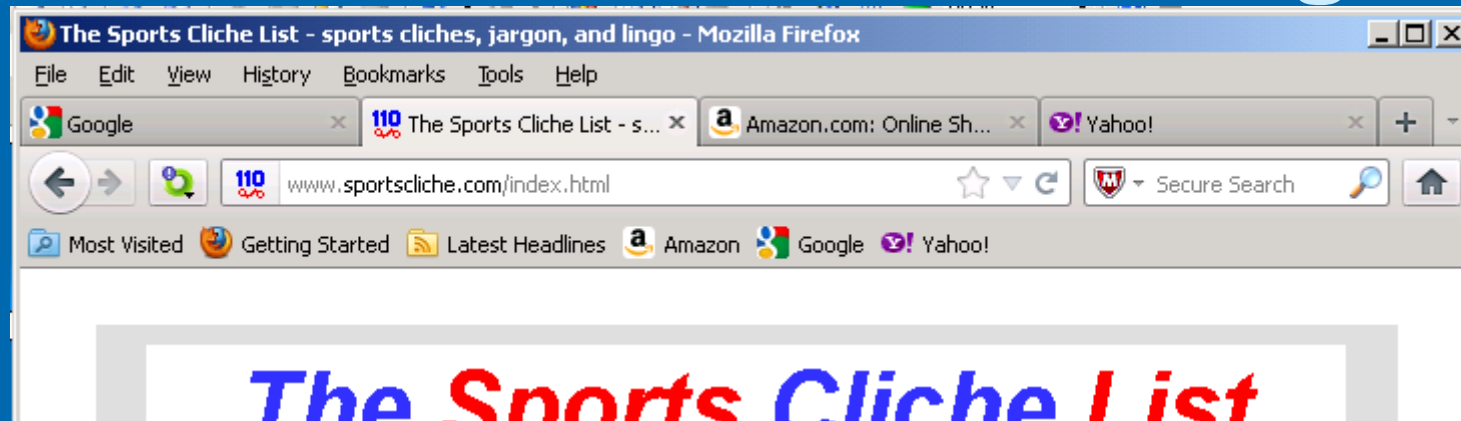 The Sports Cliche List - sports cliches, jargon, and lingo - Mozilla Firefox
File Edit View History Bookmarks Tools Help
Google 110 The Sports Cliche List - s... a Amazon.com: Online Sh... Y! Yahoo!
110 www.sportscliche.com/index.html M Secure Search
Most Visited Getting Started Latest Headlines a Amazon Google Y! Yahoo!
The Sports Cliche List